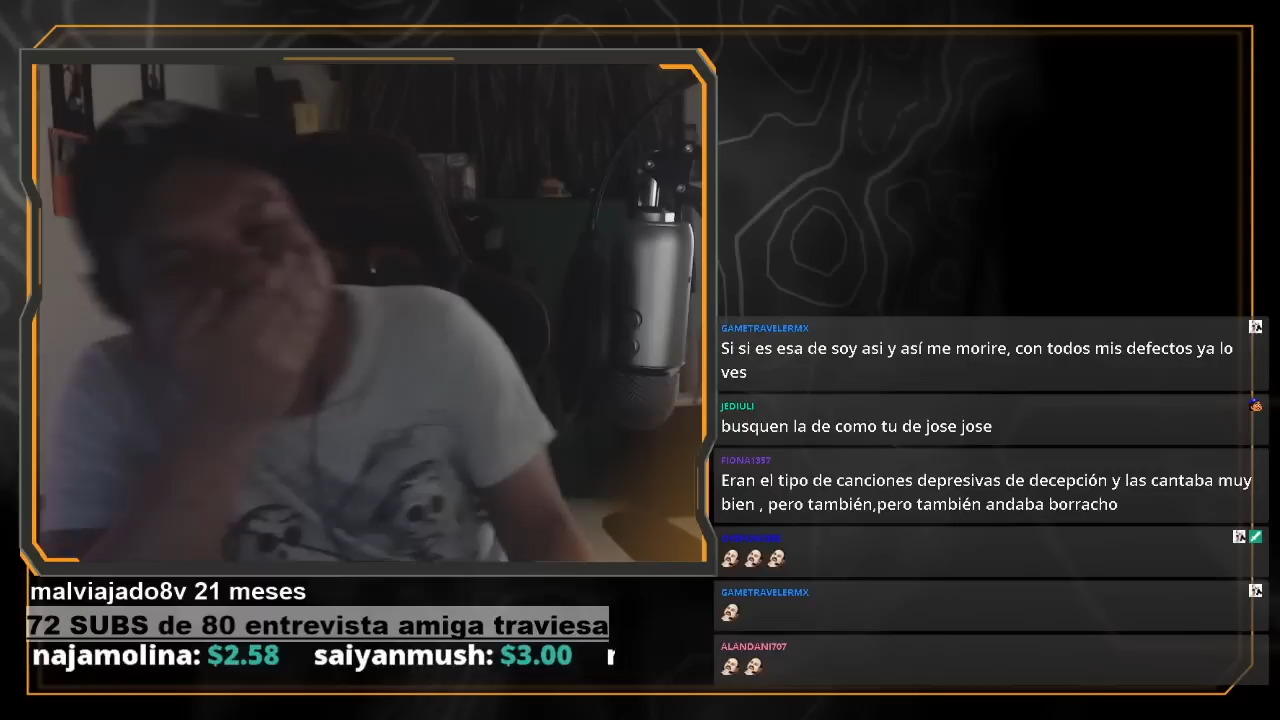 GAMETRAVELERMX
Si si es esa de soy asi y así me morire, con todos mis defectos ya lo
ves
JEDIULI
busquen la de como tu de jose jose
FIONA1357
Eran el tipo de canciones depresivas de decepción y las cantaba muy
bien , pero también,pero también andaba borracho
GAMETRAVELERMX
ALANDANI707
malviajado8v 21 meses
72 SUBS de 80 entrevista amiga traviesa
najamolina: $2.58 saiyanmush: $3.00